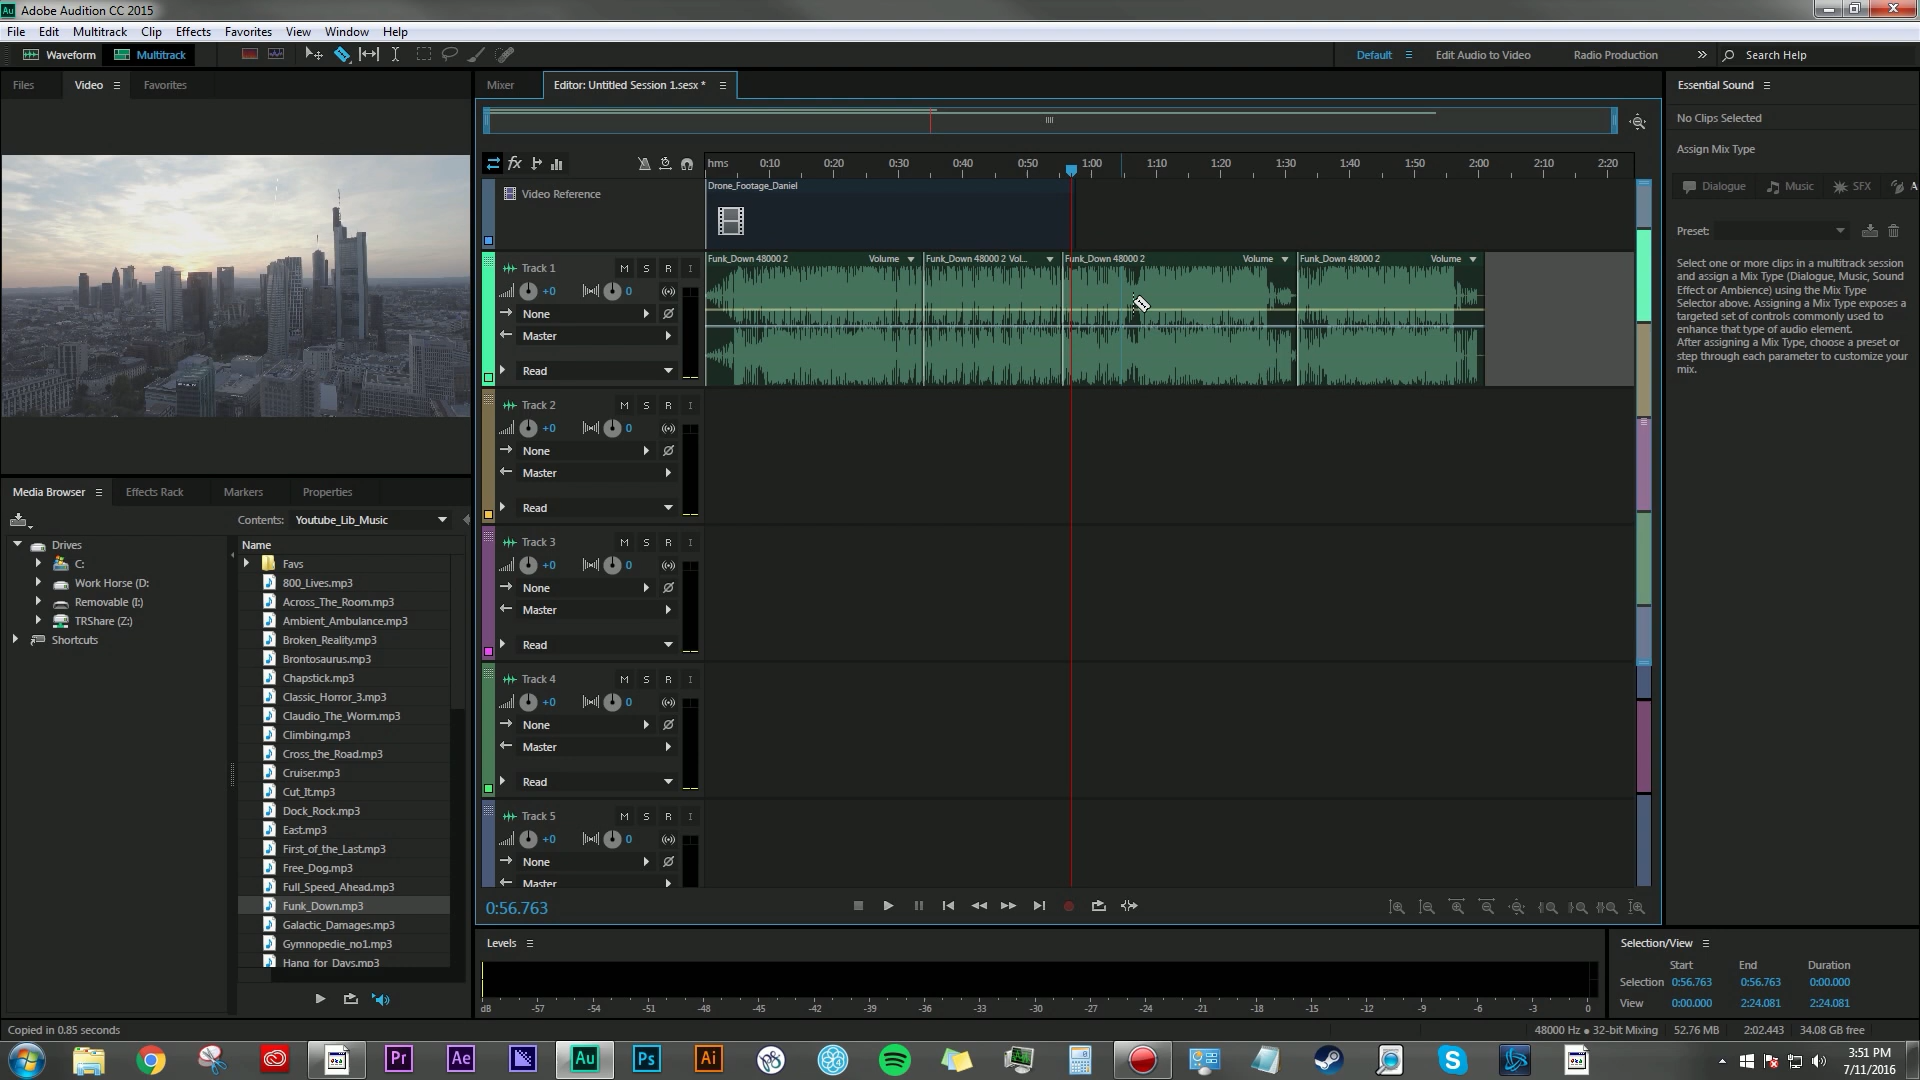 Au Adobe Audition CC 2015
File Edit Multitrack Clip Effects Favorites View Window Help
Waveform Multitrack Default Edit Audio to Video Radio Production Search Help
Files Video Favorites
Mixer Editor: Untitled Session 1.sesx *
Essential Sound
No Clips Selected
Assign Mix Type
Dialogue Music SFX A
Preset:
Select one or more clips in a multitrack session
and assign a Mix Type (Dialogue, Music, Sound
Effect or Ambience) using the Mix Type
Selector above. Assigning a Mix Type exposes a
targeted set of controls commonly used to
enhance that type of audio element.
After assigning a Mix Type, choose a preset or
step through each parameter to customize your
mix.
fx hms 0:10 0:20 0:30 0:40 0:50 1:00 1:10 1:20 1:30 1:40 1:50 2:00 2:10 2:20
Video Reference
Drone_Footage_Daniel
Funk_Down 48000 2 Volume Funk_Down 48000 2 Vol... Funk_Down 48000 2 Volume Funk_Down 48000 2 Volume
Track 1 M S R I
+0 0
None
Master
Read
Track 2 M S R I
+0 0
None
Master
Read
Track 3 M S R I
+0 0
None
Master
Read
Track 4 M S R I
+0 0
None
Master
Read
Track 5 M S R I
+0 0
None
Master
0:56.763
Media Browser Effects Rack Markers Properties
Contents: Youtube_Lib_Music
Drives
C:
Work Horse (D:
Removable (I:)
TRShare (Z:)
Shortcuts
Name
Favs
800_Lives.mp3
Across_The_Room.mp3
Ambient_Ambulance.mp3
Broken_Reality.mp3
Brontosaurus.mp3
Chapstick.mp3
Classic_Horror_3.mp3
Claudio_The_Worm.mp3
Climbing.mp3
Cross_the_Road.mp3
Cruiser.mp3
Cut_It.mp3
Dock_Rock.mp3
East.mp3
First_of_the_Last.mp3
Free_Dog.mp3
Full_Speed_Ahead.mp3
Funk_Down.mp3
Galactic_Damages.mp3
Gymnopedie_no1.mp3
Hang_for_Days.mp3
Levels
dB -57 -54 -51 -48 -45 -42 -39 -36 -33 -30 -27 -24 -21 -18 -15 -12 -9 -6 -3 0
Selection/View
Start End Duration
Selection 0:56.763 0:56.763 0:00.000
View 0:00.000 2:24.081 2:24.081
Copied in 0.85 seconds
48000 Hz ● 32-bit Mixing 52.76 MB 2:02.443 34.08 GB free
Pr Ae Au Ps Ai
3:51 PM
7/11/2016